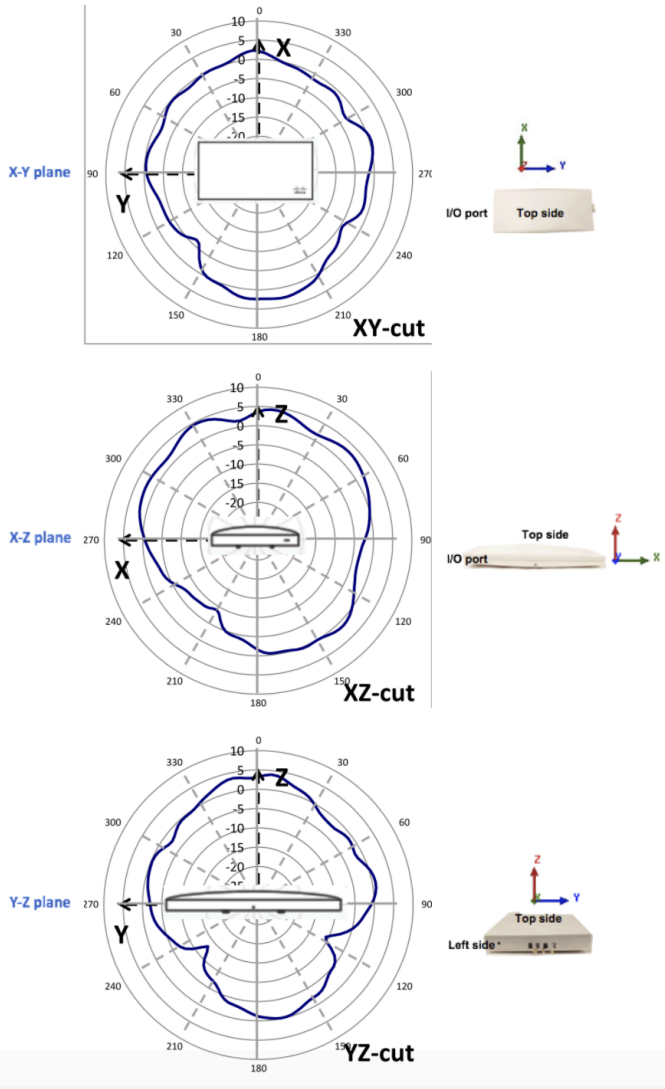 0
10
30
330
5
X
0
-5
60
300
-10
-15
-20
X
X-Y plane
90
270
Z
Y
Y
I/O port
Top side
120
240
150
210
XY-cut
180
0
10
330
30
5
Z
0
-5
300
60
-10
-15
-20
Z
Top side
X-Z plane
270
90
I/O port
Y
X
X
240
120
210
150
XZ-cut
180
0
10
330
30
5
Z
0
-5
300
60
-10
-15
-20
Z
Y-Z plane
270
90
X
Y
Y
Top side
Left side
240
120
210
YZ-cut
180